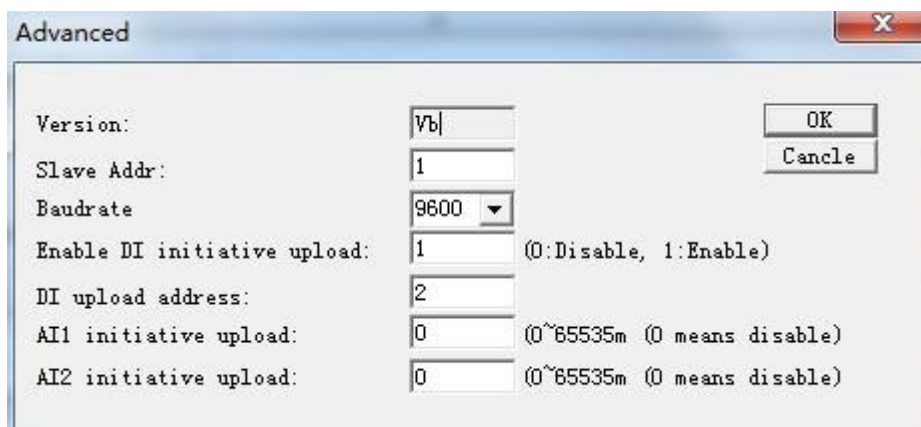 Advanced
Version: Vb OK
Slave Addr: 1 Cancle
Baudrate 9600
Enable DI initiative upload: 1 (0:Disable, 1:Enable)
DI upload address: 2
AI1 initiative upload: 0 (0~65535m (0 means disable)
AI2 initiative upload: 0 (0~65535m (0 means disable)